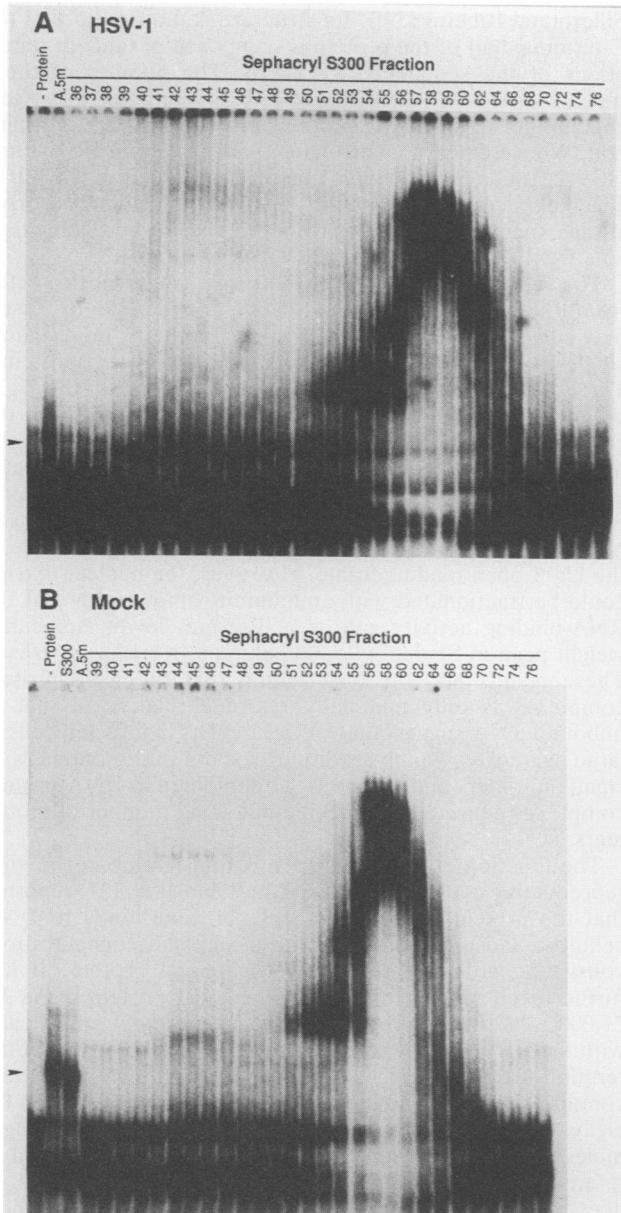 A HSV-1
Sephacryl S300 Fraction
- Protein A.5m 36 37 38 39 40 41 42 43 44 45 46 47 48 49 50 51 52 53 54 55 56 57 58 59 60 62 64 66 68 70 72 74 76
B Mock
Sephacryl S300 Fraction
- Protein S300 A.5m 39 40 41 42 43 44 45 46 47 48 49 50 51 52 53 54 55 56 58 60 62 64 66 68 70 72 74 76